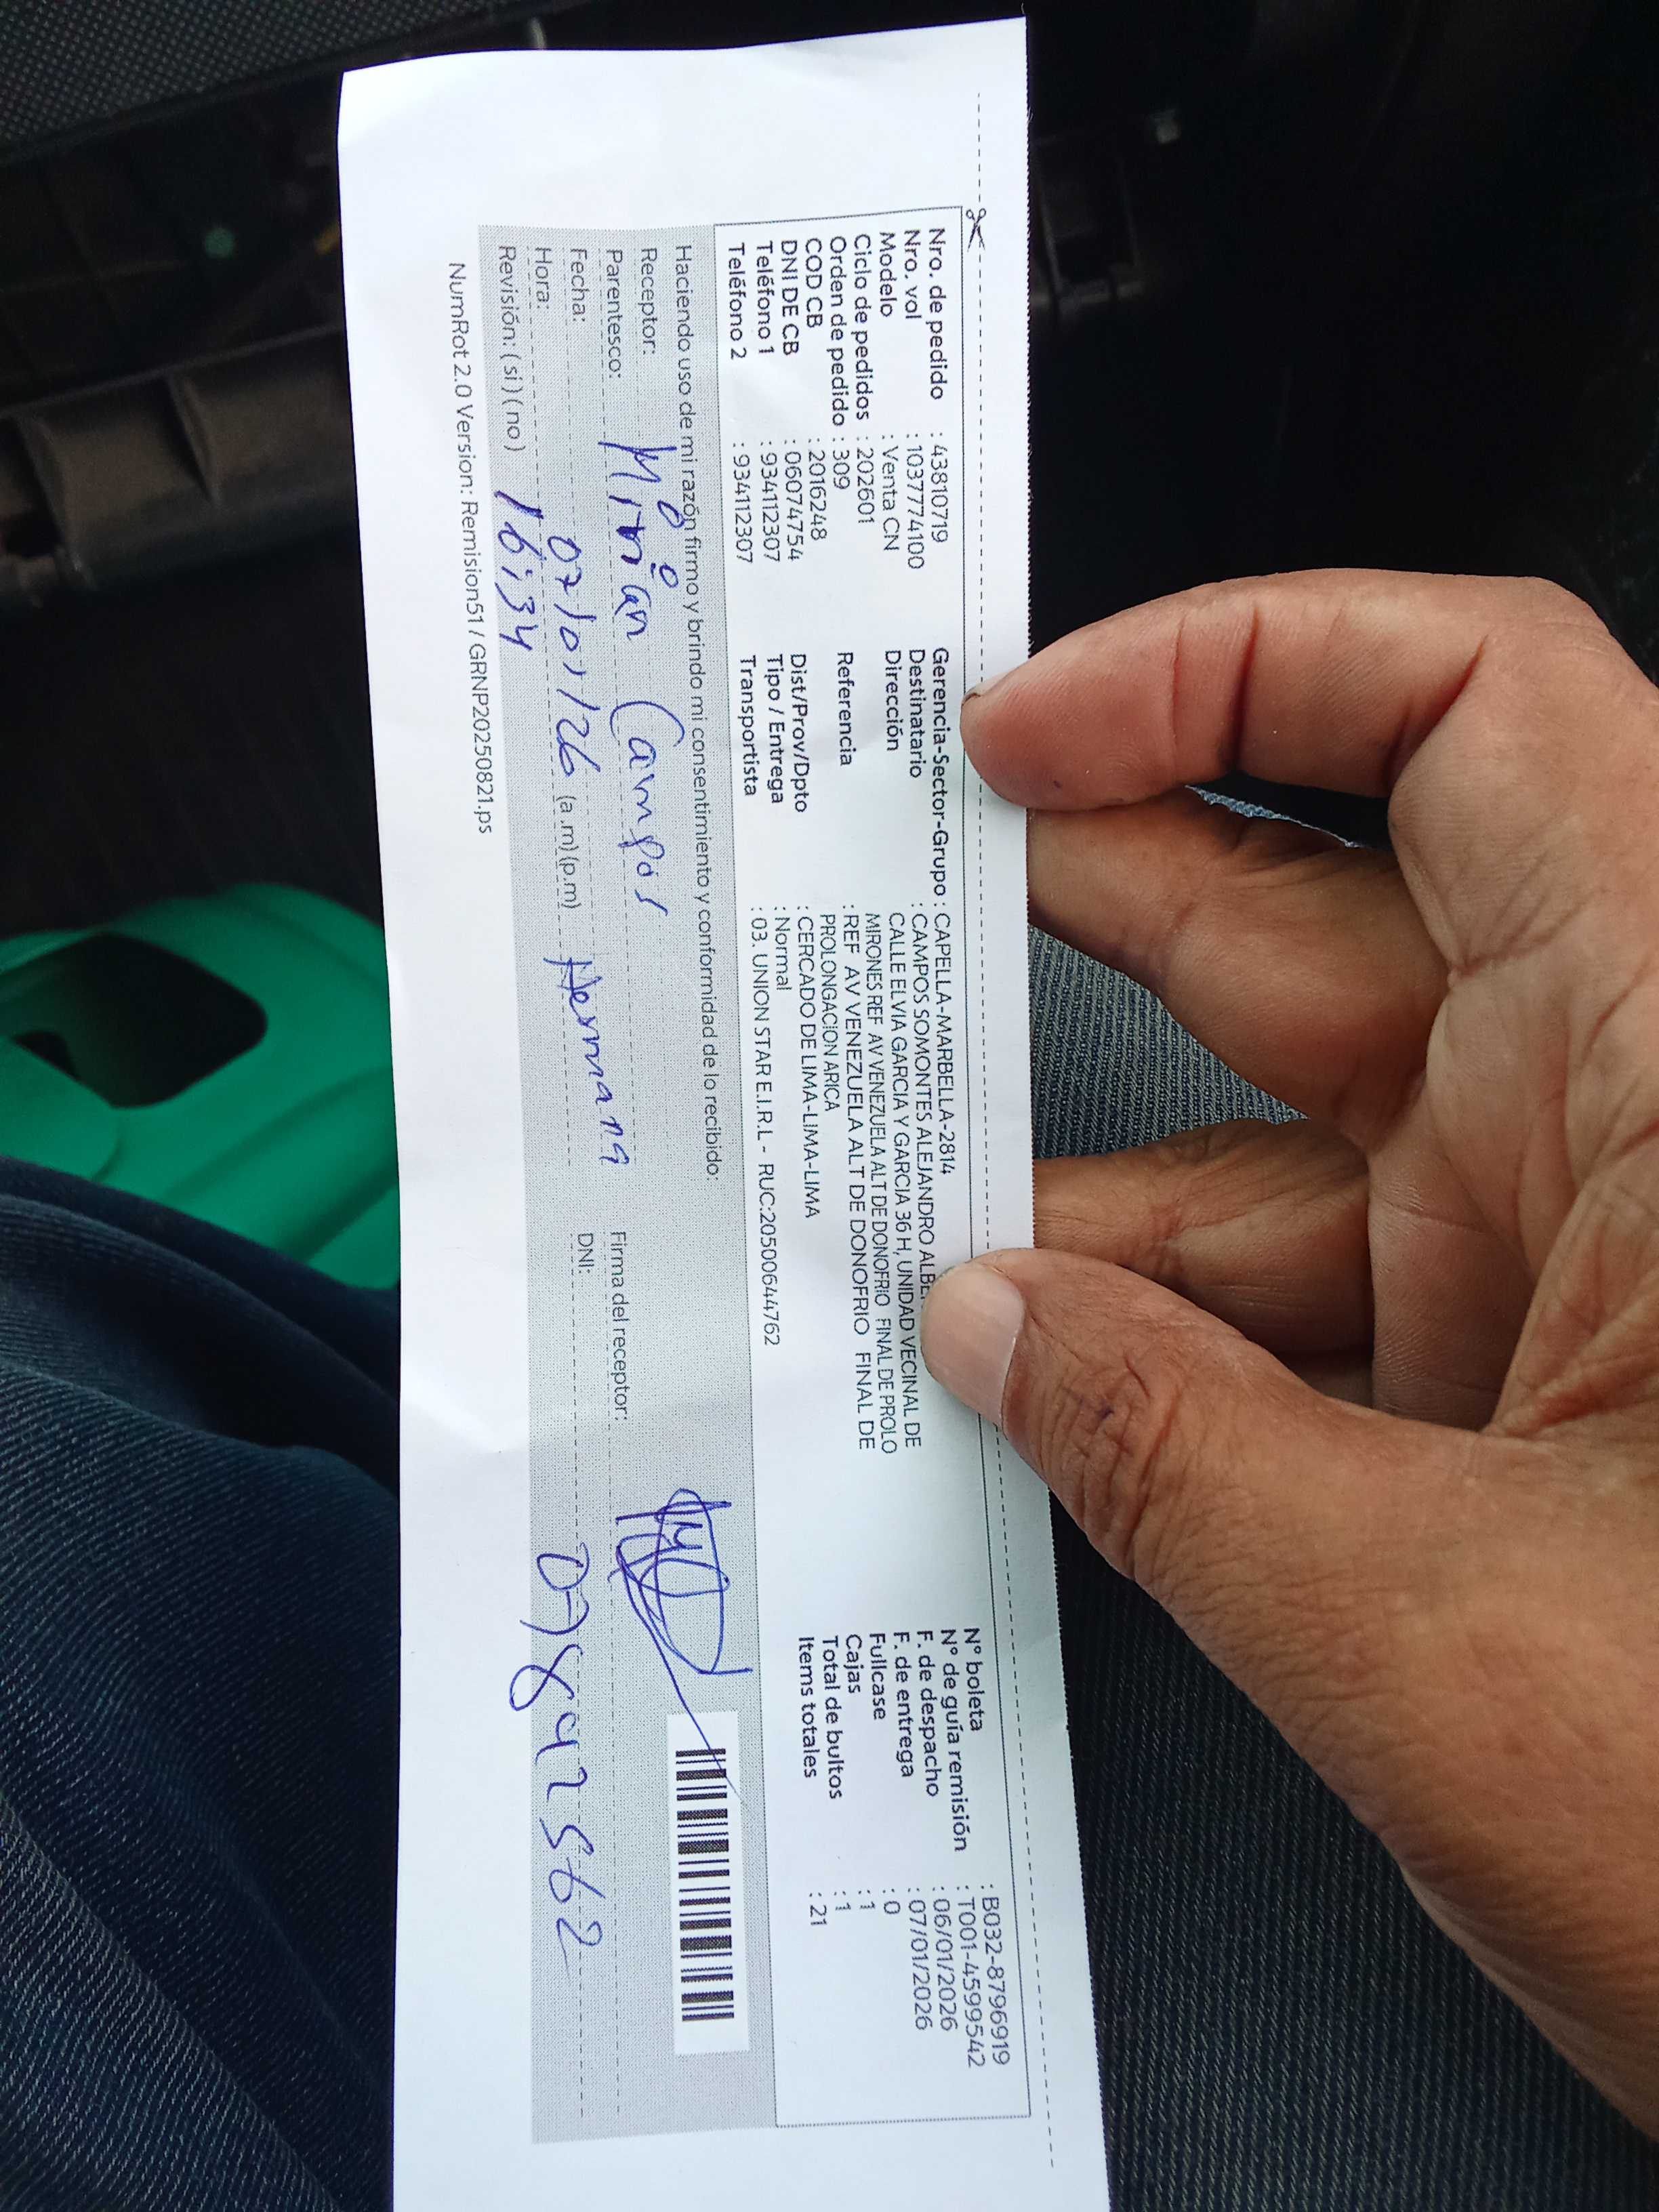 Nro. de pedido : 43810719
Nro. vol : 1037774100
Modelo : Venta CN
Ciclo de pedidos : 202601
Orden de pedido : 309
COD CB : 2016248
DNI DE CB : 06074754
Teléfono 1 : 934112307
Teléfono 2 : 934112307
Gerencia-Sector-Grupo : CAPELLA-MARBELLA-2814
Destinatario : CAMPOS SOMONTES ALEJANDRO
Dirección CALLE ELVIA GARCIA Y GARCIA 36 H, UNIDAD VECINAL DE
MIRONES REF AV VENEZUELA ALT DE DONOFRIO FINAL DE PROLO
Referencia : REF AV VENEZUELA ALT DE DONOFRIO FINAL DE
PROLONGACION ARICA
Dist/Prov/Dpto : CERCADO DE LIMA-LIMA-LIMA
Tipo / Entrega : Normal
Transportista : 03. UNION STAR E.I.R.L - RUC:20500644762
N° boleta : B032-8796919
N° de guía remisión : T001-4599542
F. de despacho : 06/01/2026
F. de entrega : 07/01/2026
Fullcase : 0
Cajas : 1
Total de bultos : 1
Items totales : 21
Haciendo uso de mi razón firmo y brindo mi consentimiento y conformidad de lo recibido:
Receptor: Mirian Campos
Parentesco: Hermana
Fecha: 07/01/26 (a.m)(p.m)
Hora: 16:34
Revisión: ( si ) ( no )
Firma del receptor:
DNI: 07842562
NumRot 2.0 Version: Remision51 / GRNP20250821.ps